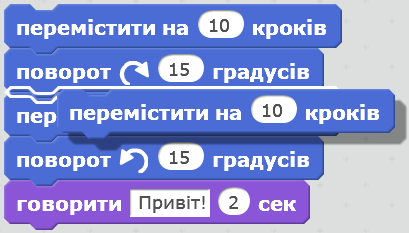 перемістити на 10 кроків
поворот 15 градусів
пер
перемістити на 10 кроків
поворот 15 градусів
говорити Привіт! 2 сек